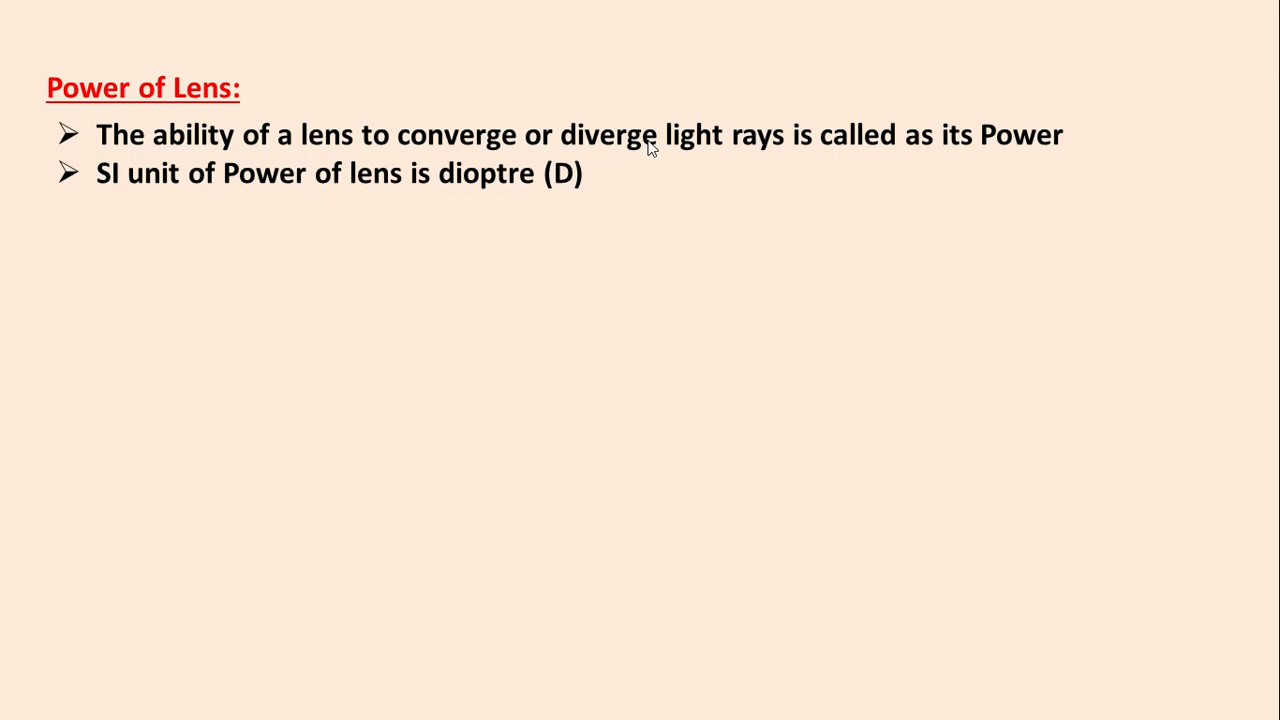 Power of Lens:
➢ The ability of a lens to converge or diverge light rays is called as its Power
➢ SI unit of Power of lens is dioptre (D)